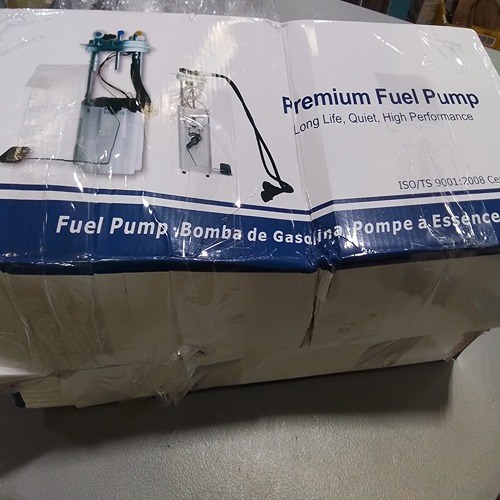 Premium Fuel Pump
Long Life, Quiet, High Performance
ISO/TS 9001:2008
Fuel Pump · Bomba de Gasolina · Pompe à Essence